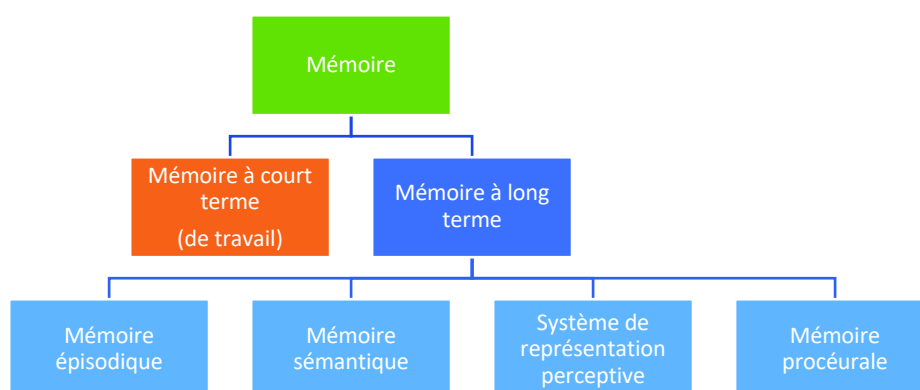 Mémoire
Mémoire à court
terme
(de travail)
Mémoire à long
terme
Mémoire
épisodique
Mémoire
sémantique
Système de
représentation
perceptive
Mémoire
procéurale